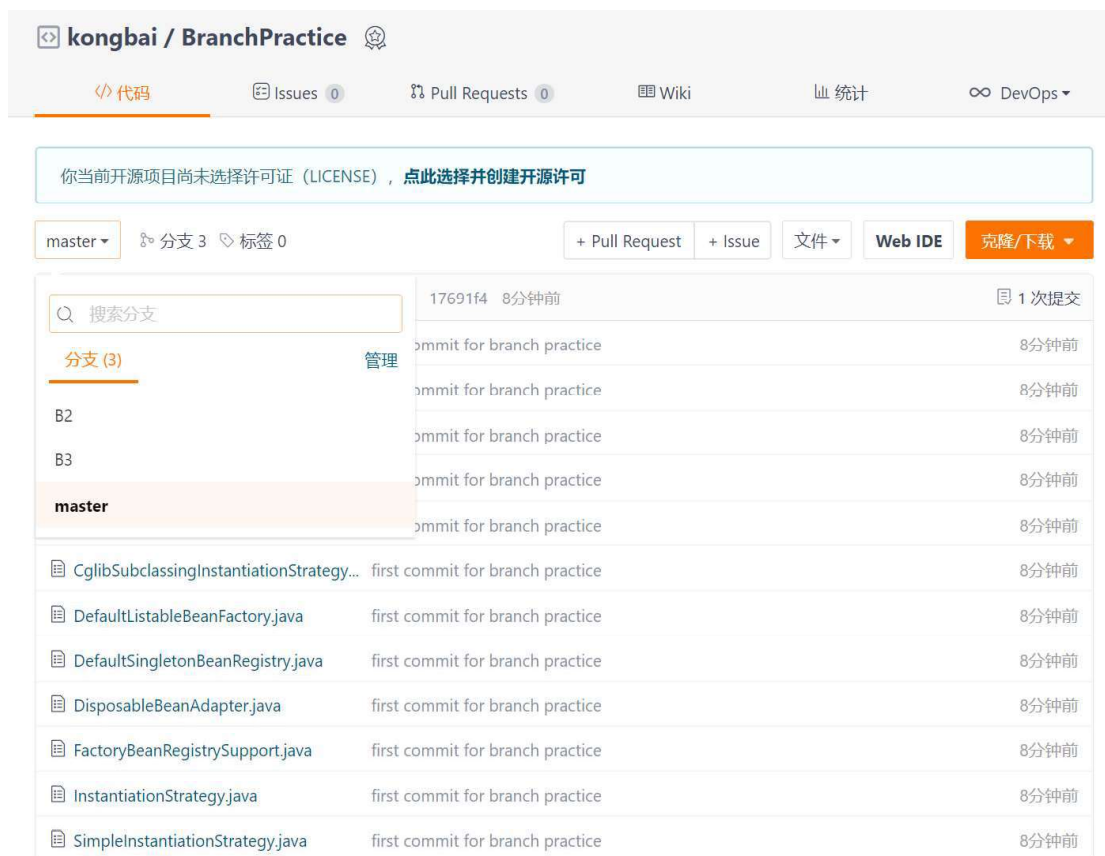 kongbai / BranchPractice
代码 Issues 0 Pull Requests 0 Wiki 统计 DevOps
你当前开源项目尚未选择许可证（LICENSE），点此选择并创建开源许可
master 分支 3 标签 0 + Pull Request + Issue 文件 Web IDE 克隆/下载
搜索分支
17691f4 8分钟前 1 次提交
分支 (3) 管理
B2
B3
master
for branch practice 8分钟前
for branch practice 8分钟前
for branch practice 8分钟前
for branch practice 8分钟前
for branch practice 8分钟前
CglibSubclassingInstantiationStrategy... first commit for branch practice 8分钟前
DefaultListableBeanFactory.java first commit for branch practice 8分钟前
DefaultSingletonBeanRegistry.java first commit for branch practice 8分钟前
DisposableBeanAdapter.java first commit for branch practice 8分钟前
FactoryBeanRegistrySupport.java first commit for branch practice 8分钟前
InstantiationStrategy.java first commit for branch practice 8分钟前
SimpleInstantiationStrategy.java first commit for branch practice 8分钟前